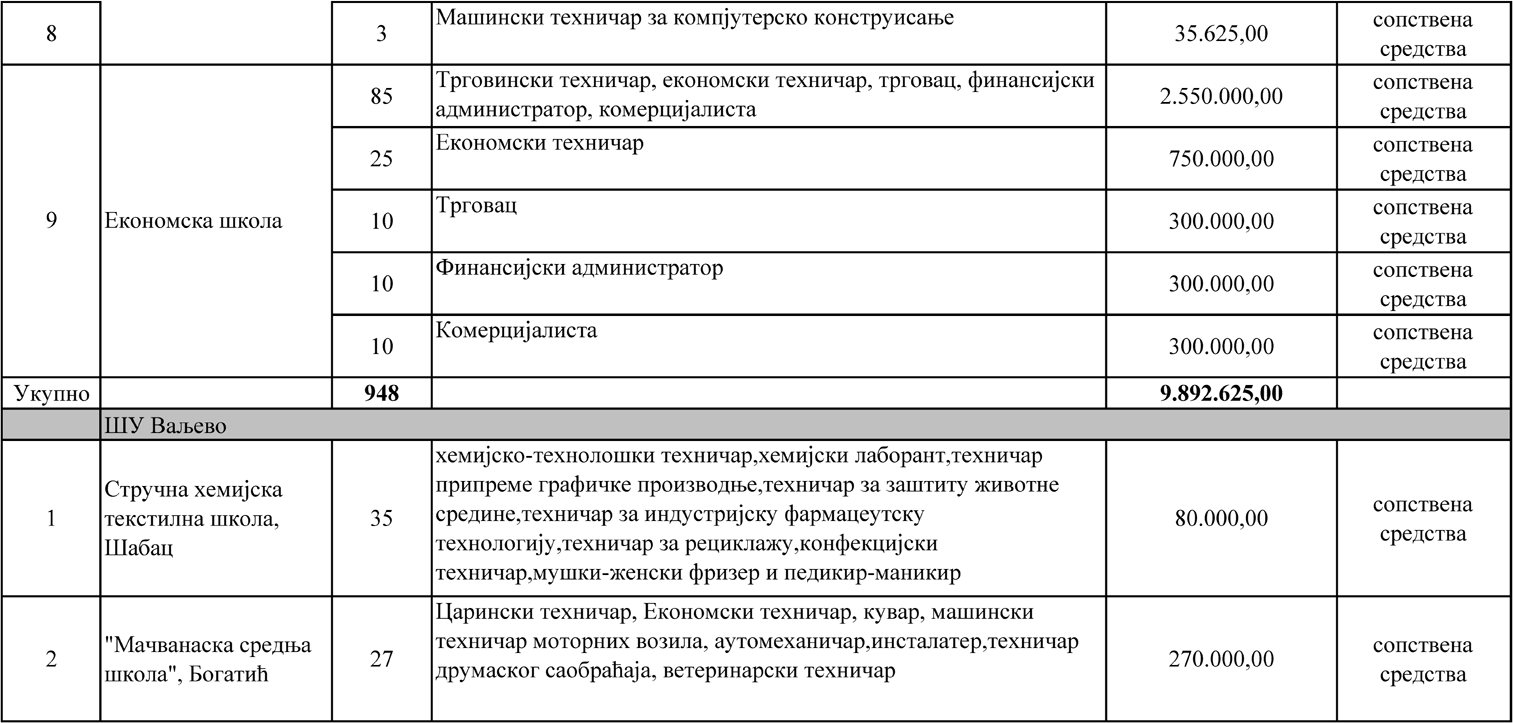 8
3
Машински техничар за компјутерско конструисање
35.625,00
сопствена
средства
9
Економска школа
85
Трговински техничар, економски техничар, трговац, финансијски
администратор, комерцијалиста
2.550.000,00
сопствена
средства
25
Економски техничар
750.000,00
сопствена
средства
10
Трговац
300.000,00
сопствена
средства
10
Финансијски администратор
300.000,00
сопствена
средства
10
Комерцијалиста
300.000,00
сопствена
средства
Укупно
948
9.892.625,00
ШУ Ваљево
1
Стручна хемијска
текстилна школа,
Шабац
35
хемијско-технолошки техничар,хемијски лаборант,техничар
припреме графичке производње,техничар за заштиту животне
средине,техничар за индустријску фармацеутску
технологију,техничар за рециклажу,конфекцијски
техничар,мушки-женски фризер и педикир-маникир
80.000,00
сопствена
средства
2
"Мачванаска средња
школа", Богатић
27
Царински техничар, Економски техничар, кувар, машински
техничар моторних возила, аутомеханичар,инсталатер,техничар
друмаског саобраћаја, ветеринарски техничар
270.000,00
сопствена
средства